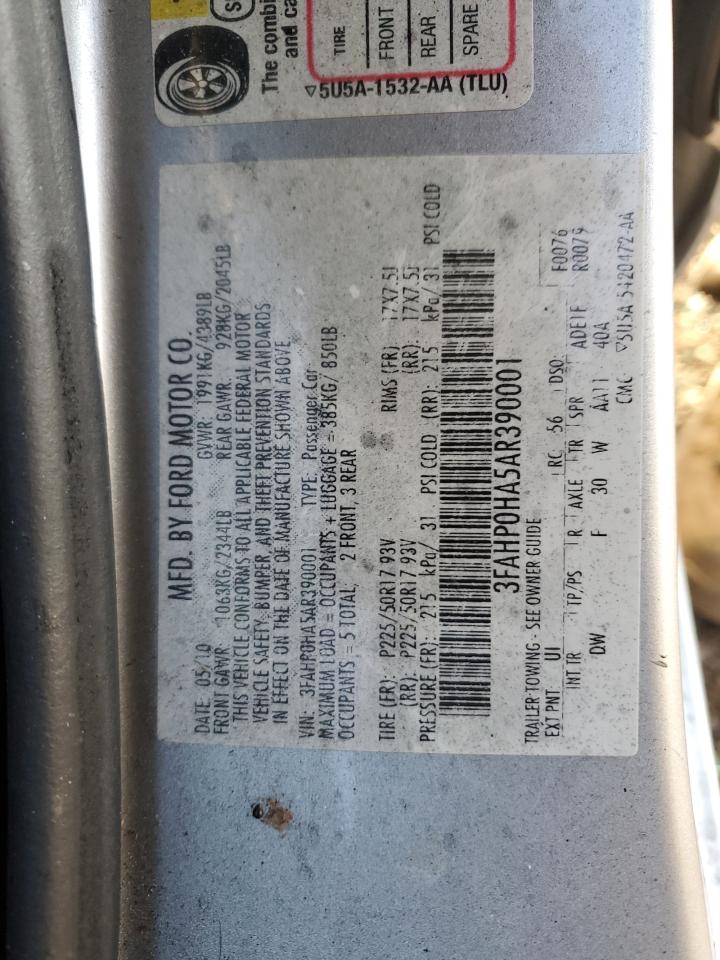 The combi
and ca
TIRE
FRONT
REAR
SPARE
▽5U5A-1532-AA (TLU)
MFD. BY FORD MOTOR CO.
DATE 05/10 GVWR: 1991KG/4389LB
FRONT GAWR: 1063KG/2344LB REAR GAWR: 928KG/2045LB
THIS VEHICLE CONFORMS TO ALL APPLICABLE FEDERAL MOTOR
VEHICLE SAFETY, BUMPER, AND THEFT PREVENTION STANDARDS
IN EFFECT ON THE DATE OF MANUFACTURE SHOWN ABOVE
VIN: 3FAHP0HA5AR390001 TYPE: Passenger Car
MAXIMUM LOAD = OCCUPANTS + LUGGAGE = 385KG/ 850LB
OCCUPANTS = 5 TOTAL, 2 FRONT, 3 REAR
TIRE (FR): P225/50R17 93V RIMS (FR): 17X7.5J
(RR): P225/50R17 93V (RR): 17X7.5J
PRESSURE (FR): 215 kPa/ 31 PSI COLD (RR): 215 kPa/ 31 PSI COLD
3FAHP0HA5AR390001
TRAILER TOWING - SEE OWNER GUIDE F0076
EXT PNT UI RC 56 DSO R0079
INT TR TP/PS R AXLE TR SPR ADE1F
DW F 30 W AA11 40A
CMC ▽5U5A 5420472-AA